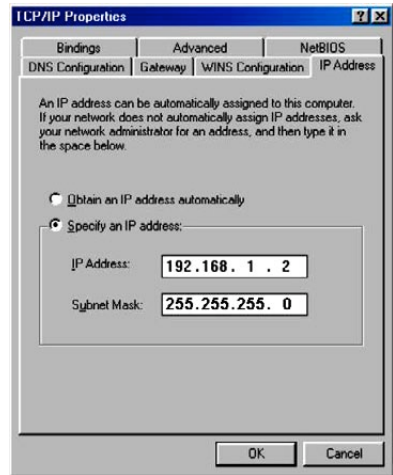 TCP/IP Properties
Bindings Advanced NetBIOS
DNS Configuration Gateway WINS Configuration IP Address
An IP address can be automatically assigned to this computer.
If your network does not automatically assign IP addresses, ask
your network administrator for an address, and then type it in
the space below.
Obtain an IP address automatically
Specify an IP address:
IP Address: 192.168. 1 . 2
Subnet Mask: 255.255.255. 0
OK Cancel